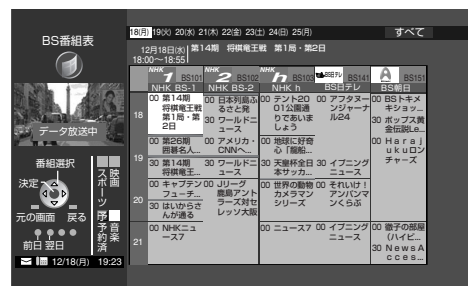 BS番組表
18(月) 19(火) 20(水) 21(木) 22(金) 23(土) 24(日) 25(月)
すべて
12月18日(水) 第14期 将棋竜王戦 第1局・第2日
18:00~18:55
NHK 1 BS101
NHK 2 BS102
NHK h BS103
BS日テレ BS141
A BS151
NHK BS-1
NHK BS-2
NHK h
BS日テレ
BS朝日
18
00 第14期
将棋竜王戦
第1局・第
2日
00 日本列島ふ
るさと発
30 ワールドニ
ュース
00 テント20
01公園通
りであいま
しょう
00 アフター
ンジャーナ
ル24
00 BSトキメ
キショッ...
30 ポップス黄
金伝説Le...
19
00 第26期
囲碁名人...
30 第14期
将棋竜王...
00 アメリカ・
CNNへ...
30 ワールドニ
ュース
00 地球に好奇
心「龍船...
30 天皇杯全日
本サッカ...
30 イブニング
ニュース
00 Haraj
ukuロン
チャーズ
20
00 キャプテン
フューチ...
30 はいからさ
んが通る
00 Jリーグ
鹿島アント
ラーズ対セ
レッソ大阪
00 世界の動物
カメラマン
シリーズ
00 それいけ!
アンパンマ
ンくらぶ
21
00 NHKニュ
ース7
00 ニュース7
00 イブニング
ニュース
00 徹子の部屋
(ハイビ...
30 NewsA
cces...
データ放送中
番組選択
決定
元の画面 戻る
前日 翌日
映画
スポーツ
音楽
予約済
12/18(月) 19:23